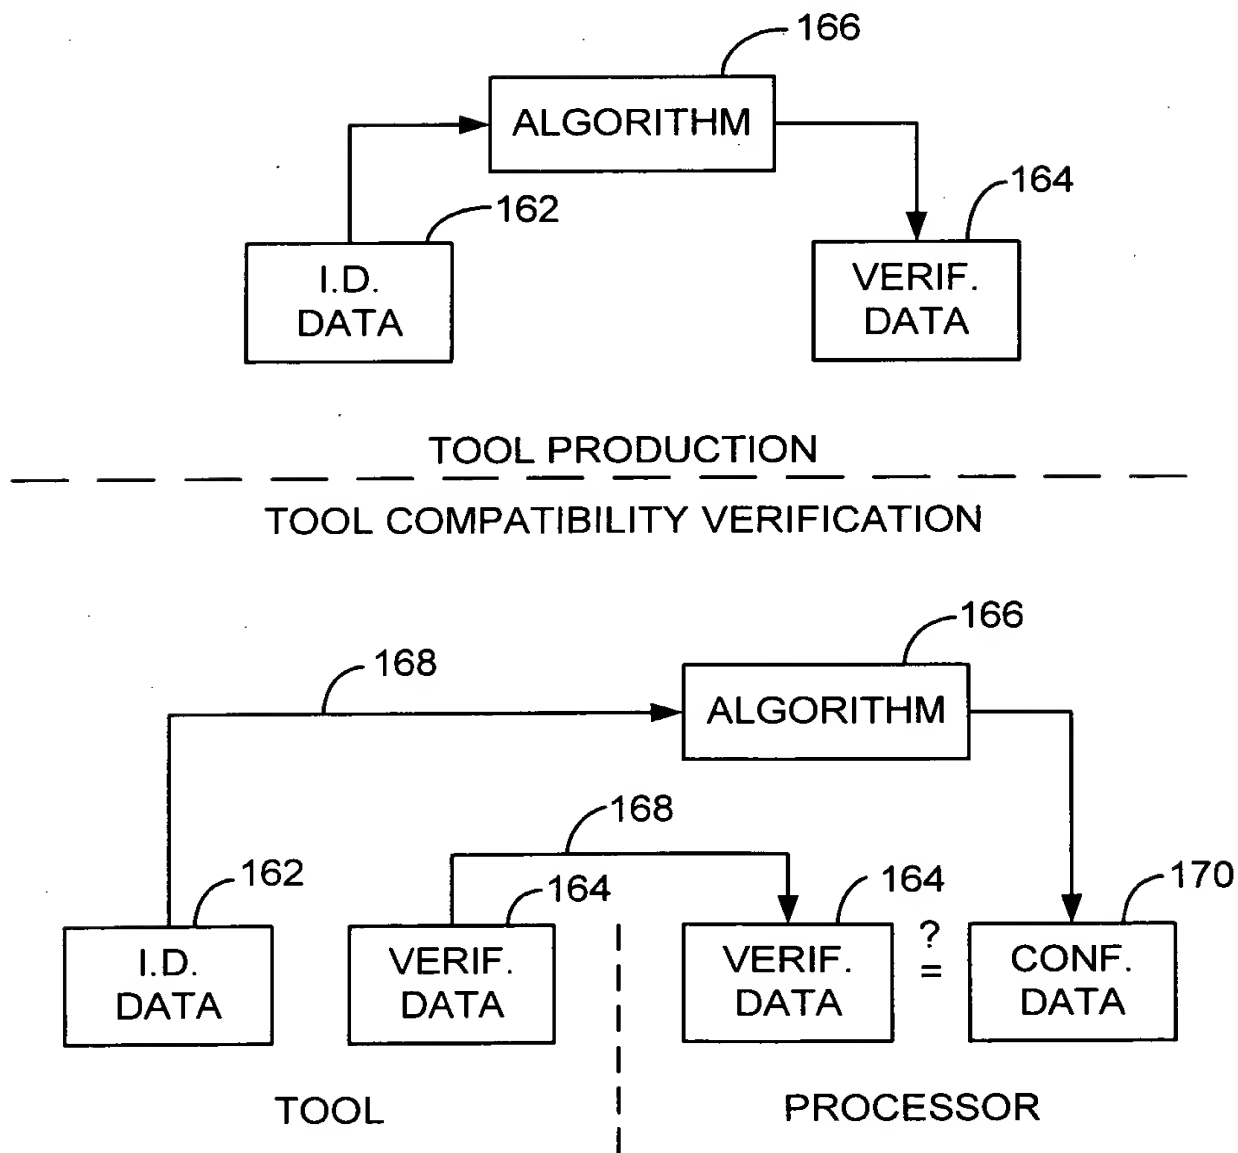 166
ALGORITHM
162
164
I.D.
DATA
VERIF.
DATA
TOOL PRODUCTION
TOOL COMPATIBILITY VERIFICATION
166
168
ALGORITHM
168
162
164
164
170
I.D.
DATA
VERIF.
DATA
VERIF.
DATA
?
=
CONF.
DATA
TOOL
PROCESSOR